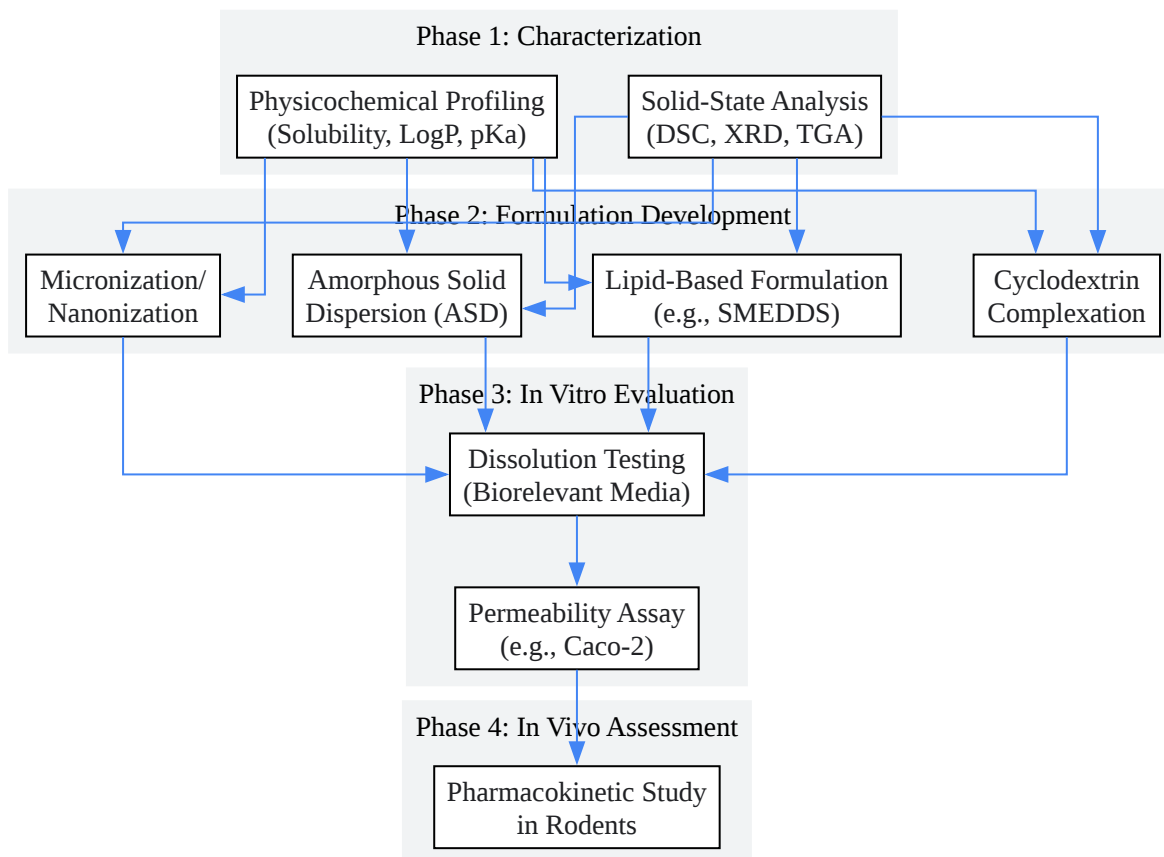 Phase 1: Characterization
Physicochemical Profiling
(Solubility, LogP, pKa)
Solid-State Analysis
(DSC, XRD, TGA)
Phase 2: Formulation Development
Micronization/
Nanonization
Amorphous Solid
Dispersion (ASD)
Lipid-Based Formulation
(e.g., SMEDDS)
Cyclodextrin
Complexation
Phase 3: In Vitro Evaluation
Dissolution Testing
(Biorelevant Media)
Permeability Assay
(e.g., Caco-2)
Phase 4: In Vivo Assessment
Pharmacokinetic Study
in Rodents